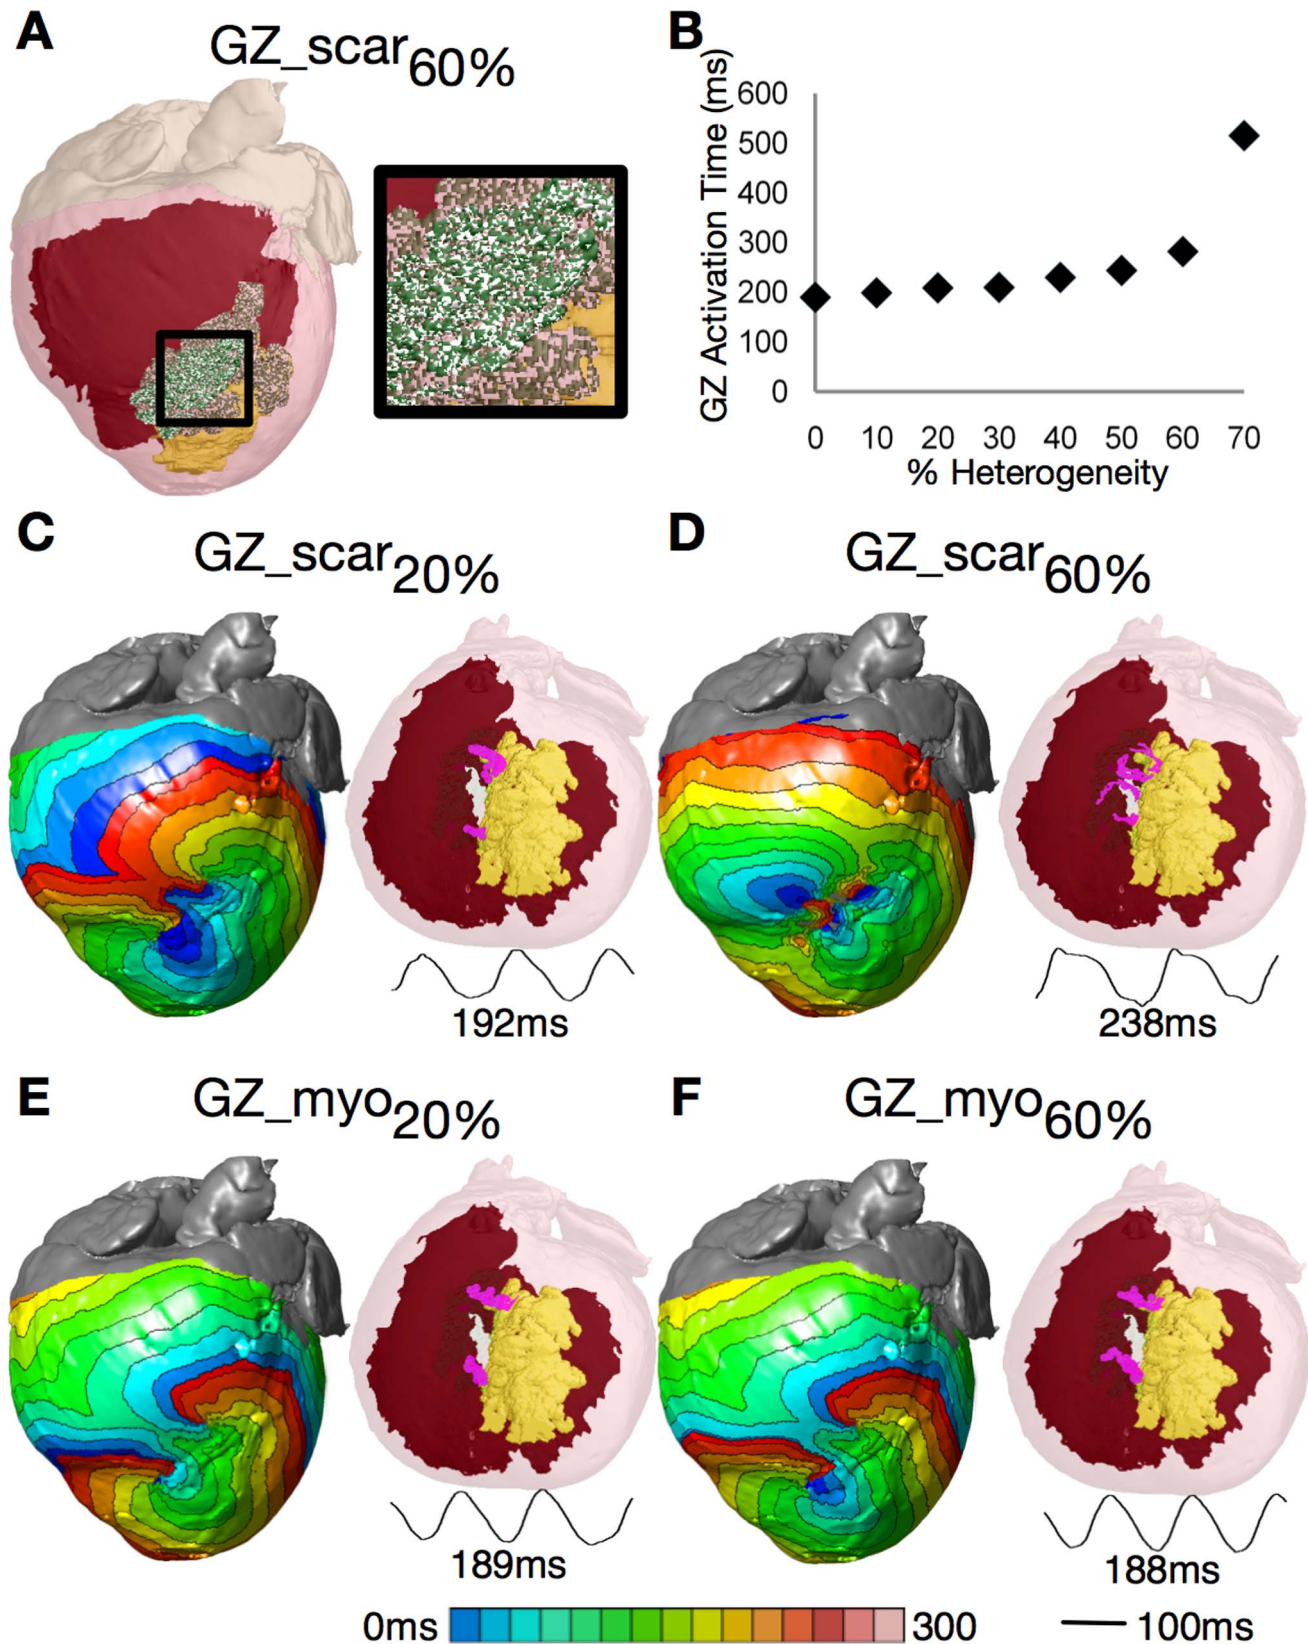 A
GZ_scar60%
B
GZ Activation Time (ms)
600
500
400
300
200
100
0
0 10 20 30 40 50 60 70
% Heterogeneity
C
GZ_scar20%
192ms
D
GZ_scar60%
238ms
E
GZ_myo20%
189ms
F
GZ_myo60%
188ms
0ms 300
100ms